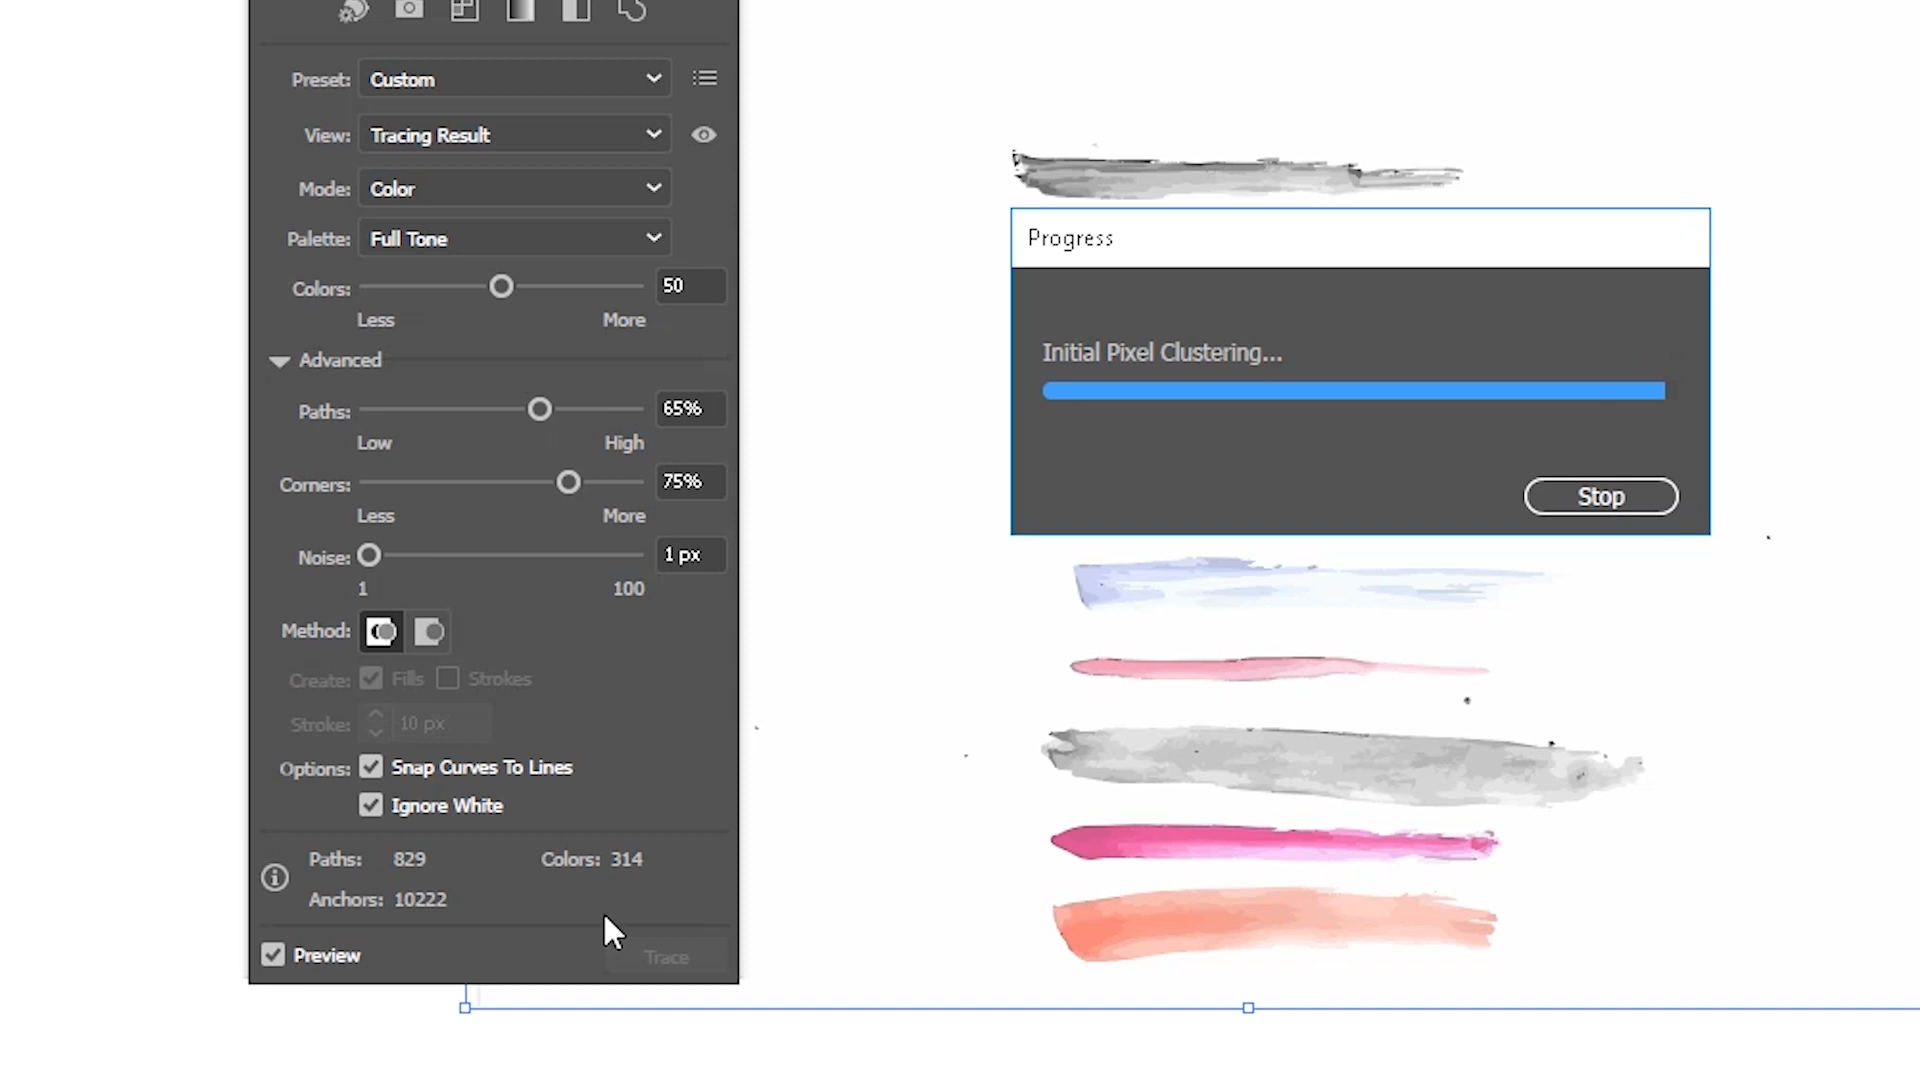 Preset: Custom
View: Tracing Result
Mode: Color
Palette: Full Tone
Colors: 50
Less More
Advanced
Paths: 65%
Low High
Corners: 75%
Less More
Noise: 1 px
1 100
Method:
Create: Fills Strokes
Stroke: 10 px
Options: Snap Curves To Lines
Ignore White
Paths: 829 Colors: 314
Anchors: 10222
Preview Trace
Progress
Initial Pixel Clustering...
Stop